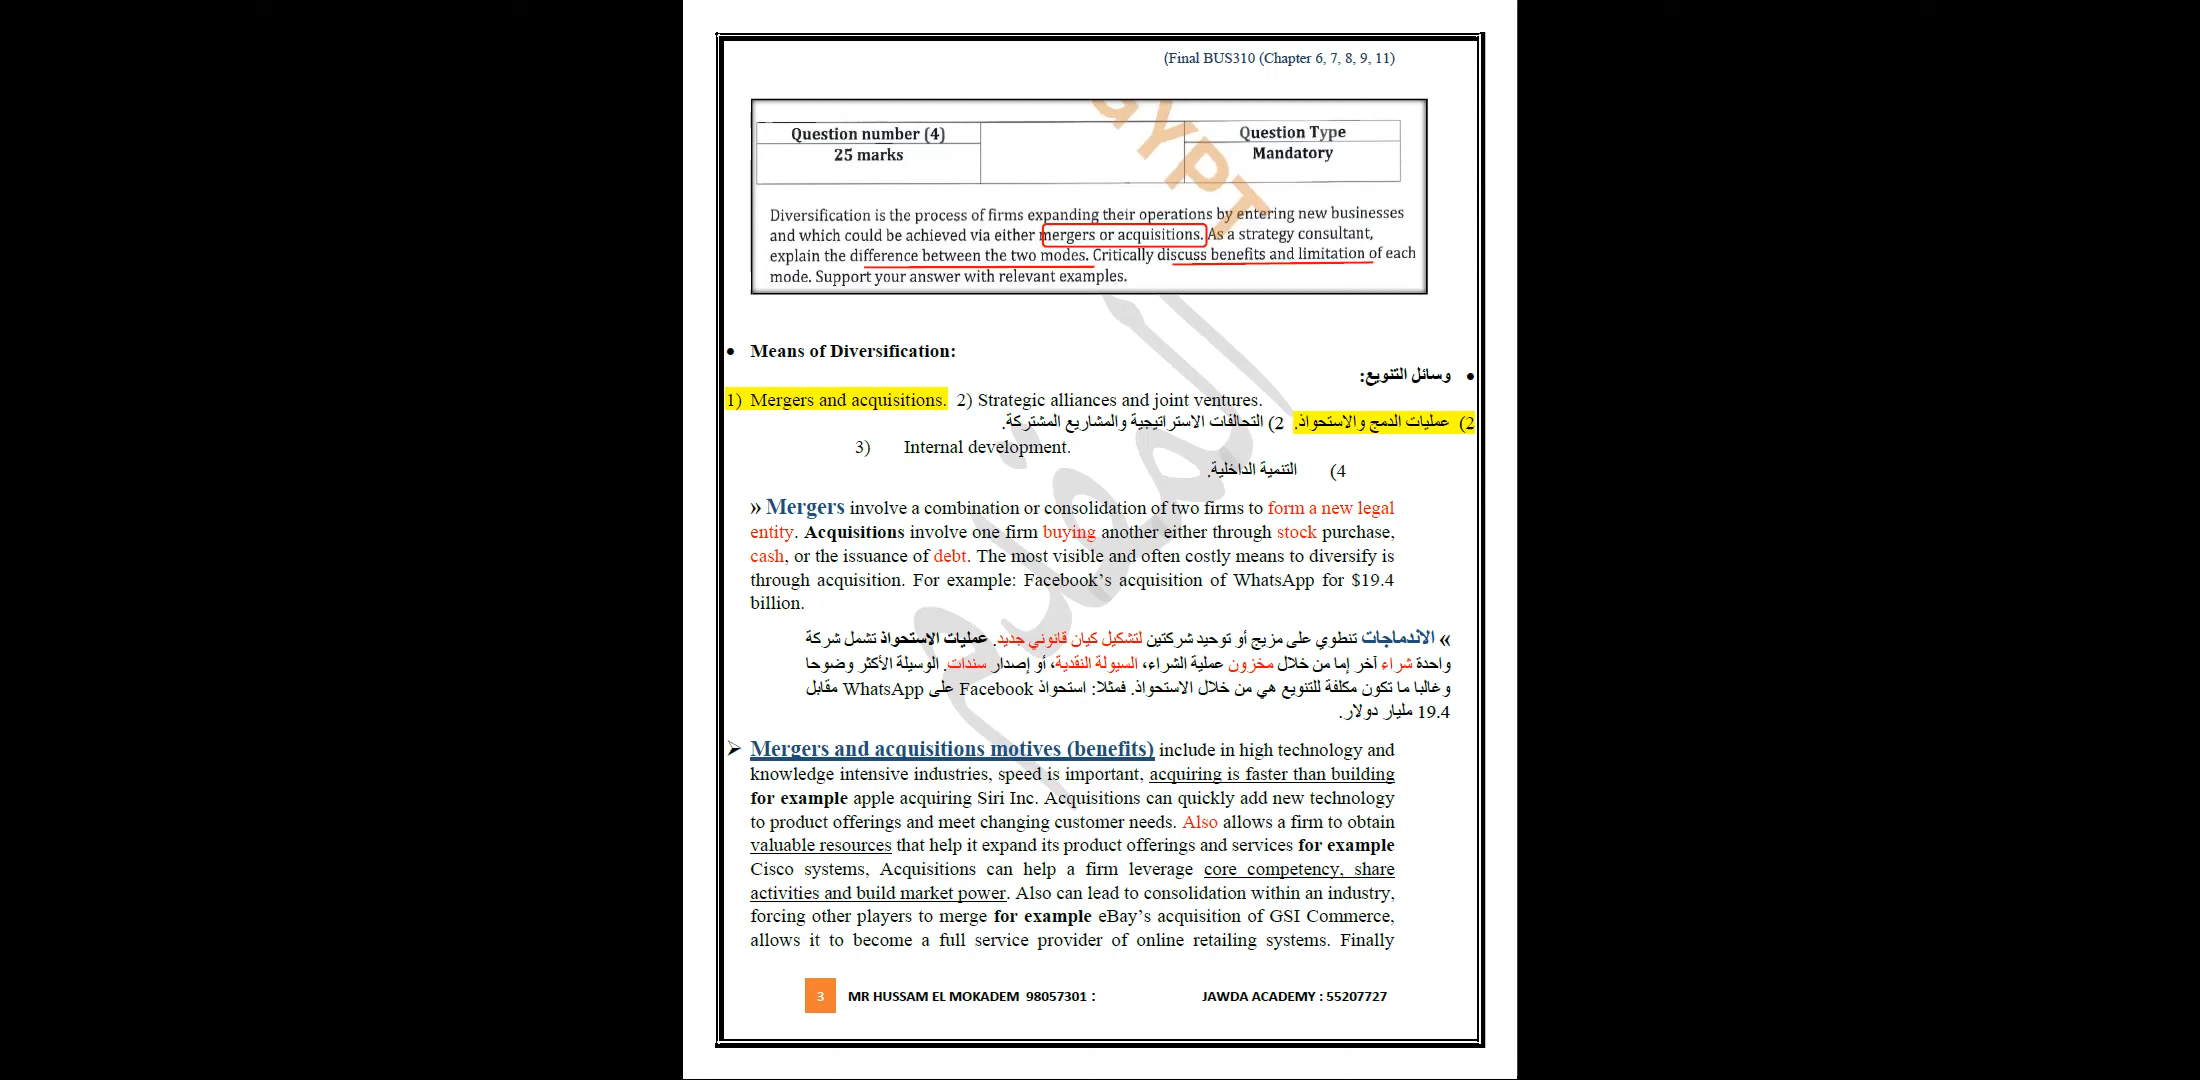 (Final BUS310 (Chapter 6, 7, 8, 9, 11)
GYPT
Question number (4)
Question Type
25 marks
Mandatory
Diversification is the process of firms expanding their operations by entering new businesses
and which could be achieved via either mergers or acquisitions. As a strategy consultant,
explain the difference between the two modes. Critically discuss benefits and limitation of each
mode. Support your answer with relevant examples.
• Means of Diversification:
• وسائل التنويع:
1) Mergers and acquisitions. 2) Strategic alliances and joint ventures.
2) عمليات الدمج والاستحواذ. 2) التحالفات الاستراتيجية والمشاريع المشتركة.
3) Internal development.
4) التنمية الداخلية.
» Mergers involve a combination or consolidation of two firms to form a new legal
entity. Acquisitions involve one firm buying another either through stock purchase,
cash, or the issuance of debt. The most visible and often costly means to diversify is
through acquisition. For example: Facebook’s acquisition of WhatsApp for $19.4
billion.
» الاندماجات تنطوي على مزيج أو توحيد شركتين لتشكيل كيان قانوني جديد. عمليات الاستحواذ تشمل شركة
واحدة شراء آخر إما من خلال مخزون عملية الشراء، السيولة النقدية، أو إصدار سندات. الوسيلة الأكثر وضوحا
وغالبا ما تكون مكلفة للتنويع هي من خلال الاستحواذ. فمثلا: استحواذ Facebook على WhatsApp مقابل
19.4 مليار دولار.
➢ Mergers and acquisitions motives (benefits) include in high technology and
knowledge intensive industries, speed is important, acquiring is faster than building
for example apple acquiring Siri Inc. Acquisitions can quickly add new technology
to product offerings and meet changing customer needs. Also allows a firm to obtain
valuable resources that help it expand its product offerings and services for example
Cisco systems, Acquisitions can help a firm leverage core competency, share
activities and build market power. Also can lead to consolidation within an industry,
forcing other players to merge for example eBay’s acquisition of GSI Commerce,
allows it to become a full service provider of online retailing systems. Finally
3 MR HUSSAM EL MOKADEM 98057301 : JAWDA ACADEMY : 55207727